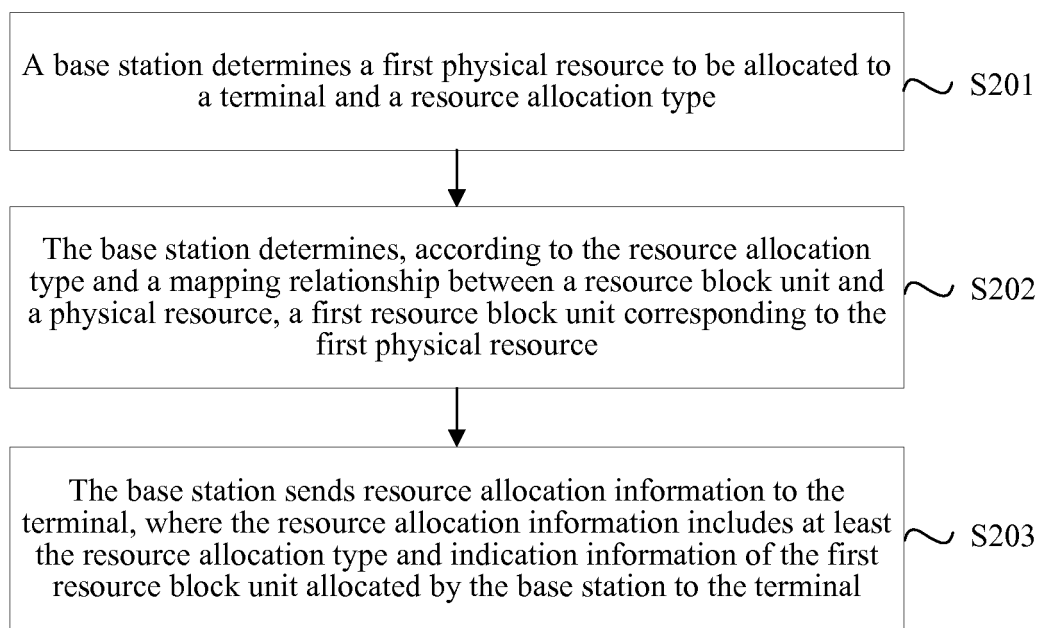 A base station determines a first physical resource to be allocated to
a terminal and a resource allocation type
S201
The base station determines, according to the resource allocation
type and a mapping relationship between a resource block unit and
a physical resource, a first resource block unit corresponding to the
first physical resource
S202
The base station sends resource allocation information to the
terminal, where the resource allocation information includes at least
the resource allocation type and indication information of the first
resource block unit allocated by the base station to the terminal
S203